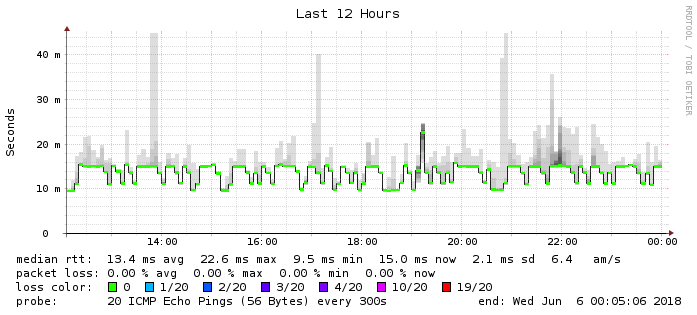 Last 12 Hours
RRDTOOL / TOBI OETIKER
Seconds
40 m
30 m
20 m
10 m
0
14:00 16:00 18:00 20:00 22:00 00:00
median rtt: 13.4 ms avg 22.6 ms max 9.5 ms min 15.0 ms now 2.1 ms sd 6.4 am/s
packet loss: 0.00 % avg 0.00 % max 0.00 % min 0.00 % now
loss color: 0 1/20 2/20 3/20 4/20 10/20 19/20
probe: 20 ICMP Echo Pings (56 Bytes) every 300s end: Wed Jun 6 00:05:06 2018